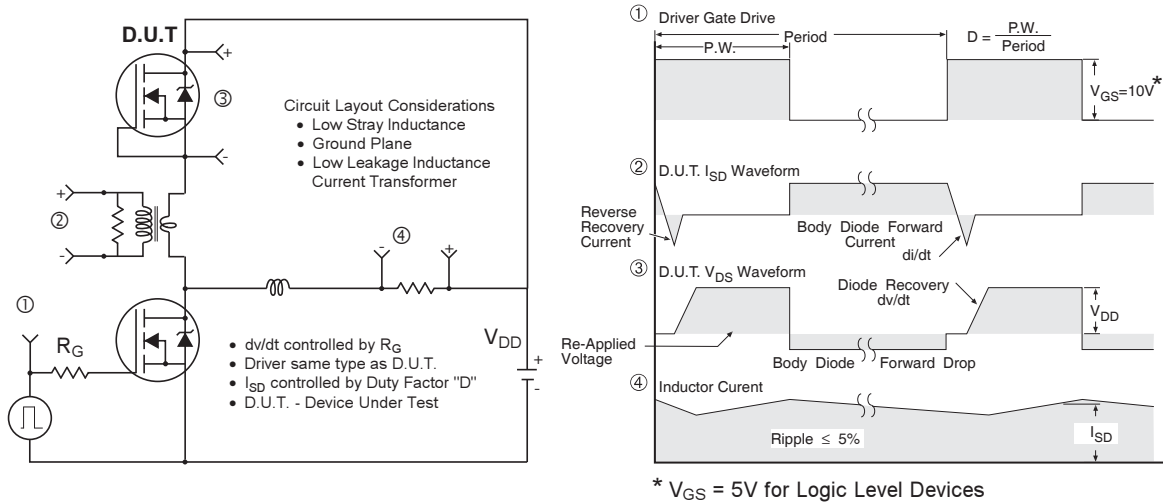 D.U.T
+
③
-
Circuit Layout Considerations
• Low Stray Inductance
• Ground Plane
• Low Leakage Inductance
Current Transformer
+
②
-
④
-
+
①
R_G
• dv/dt controlled by R_G
• Driver same type as D.U.T.
• I_SD controlled by Duty Factor "D"
• D.U.T. - Device Under Test
V_DD
+
-
① Driver Gate Drive
P.W.
Period
D = P.W.
Period
V_GS=10V*
② D.U.T. I_SD Waveform
Reverse
Recovery
Current
Body Diode Forward
Current
di/dt
③ D.U.T. V_DS Waveform
Diode Recovery
dv/dt
V_DD
Re-Applied
Voltage
Body Diode Forward Drop
④ Inductor Curent
Ripple ≤ 5%
I_SD
* V_GS = 5V for Logic Level Devices